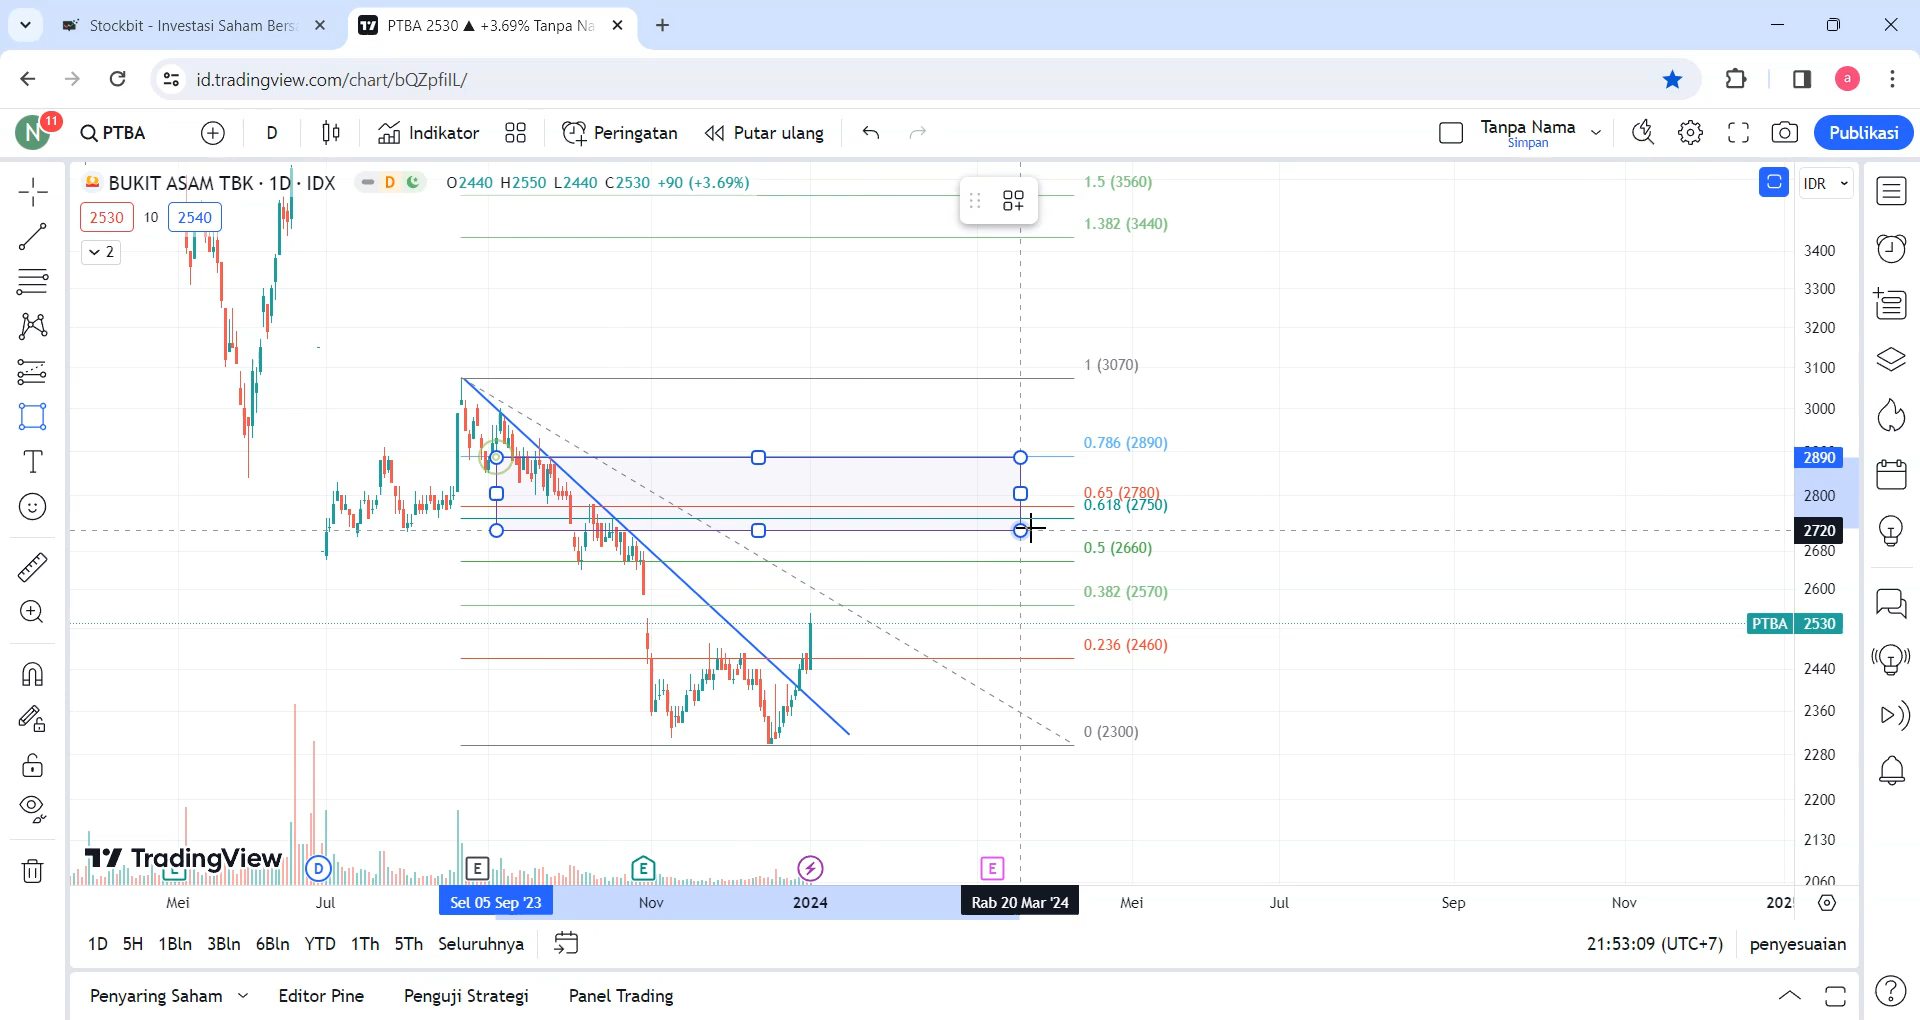 Stockbit - Investasi Saham Bersa
PTBA 2530 ▲ +3.69% Tanpa Na
id.tradingview.com/chart/bQZpfiIL/
a
N
11
PTBA
D
Indikator
Peringatan
Putar ulang
Tanpa Nama
Simpan
Publikasi
BUKIT ASAM TBK · 1D · IDX
D
O2440 H2550 L2440 C2530 +90 (+3.69%)
2530
10
2540
2
IDR
1.5 (3560)
1.382 (3440)
1 (3070)
0.786 (2890)
0.65 (2780)
0.618 (2750)
0.5 (2660)
0.382 (2570)
0.236 (2460)
0 (2300)
3400
3300
3200
3100
3000
2890
2800
2720
2680
2600
PTBA 2530
2440
2360
2280
2200
2130
2060
TradingView
E
D
E
E
E
Mei
Jul
Sel 05 Sep '23
Nov
2024
Rab 20 Mar '24
Mei
Jul
Sep
Nov
202
1D 5H 1Bln 3Bln 6Bln YTD 1Th 5Th Seluruhnya
21:53:09 (UTC+7)
penyesuaian
Penyaring Saham
Editor Pine
Penguji Strategi
Panel Trading